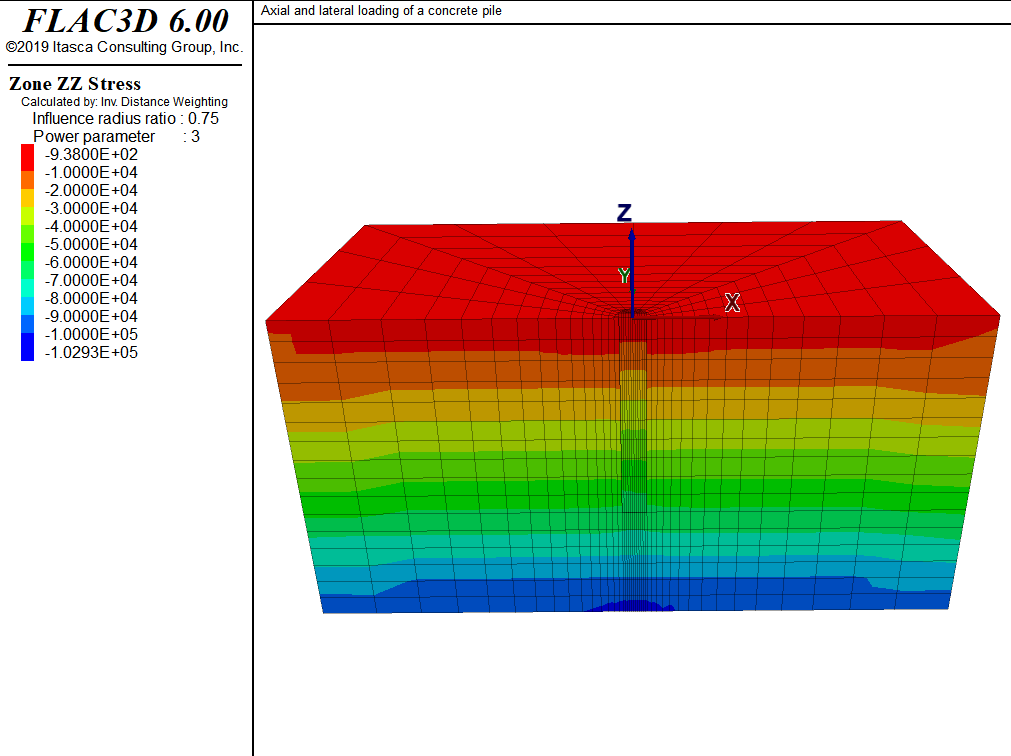 FLAC3D 6.00
©2019 Itasca Consulting Group, Inc.
Axial and lateral loading of a concrete pile
Zone ZZ Stress
Calculated by: Inv. Distance Weighting
Influence radius ratio : 0.75
Power parameter : 3
-9.3800E+02
-1.0000E+04
-2.0000E+04
-3.0000E+04
-4.0000E+04
-5.0000E+04
-6.0000E+04
-7.0000E+04
-8.0000E+04
-9.0000E+04
-1.0000E+05
-1.0293E+05
Z
Y
X